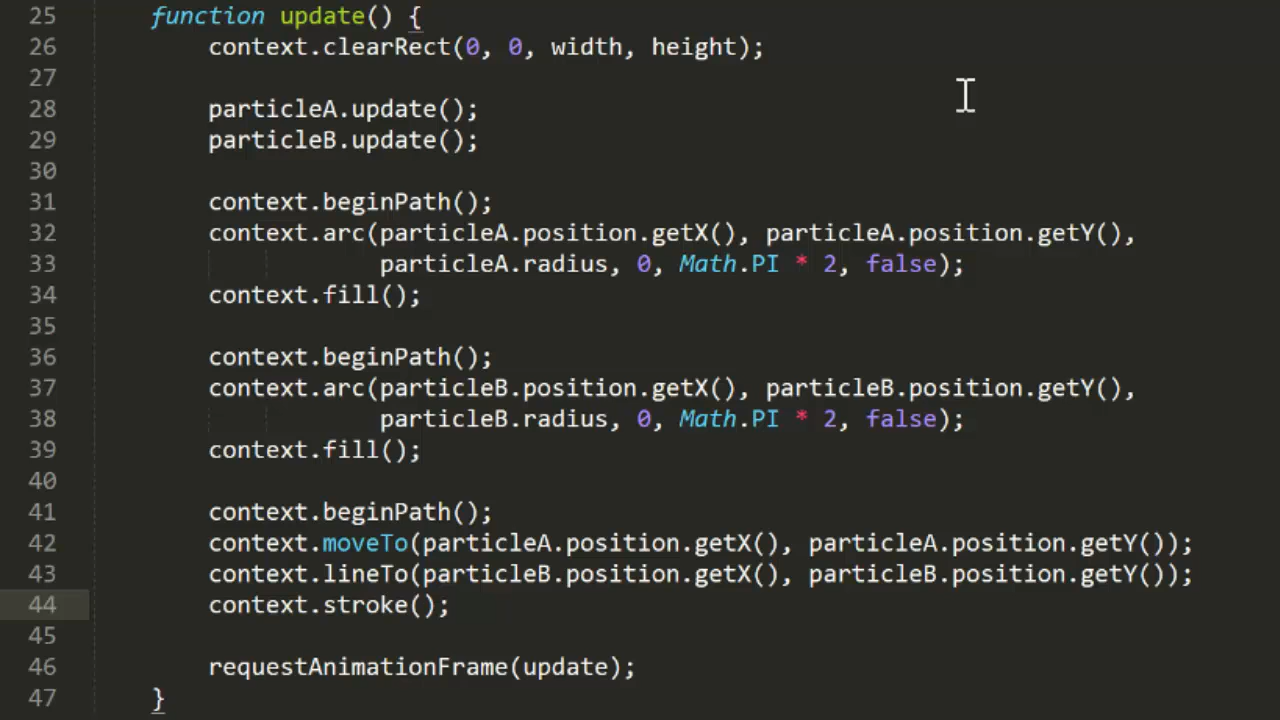 25 function update() {
26 context.clearRect(0, 0, width, height);
27
28 particleA.update();
29 particleB.update();
30
31 context.beginPath();
32 context.arc(particleA.position.getX(), particleA.position.getY(),
33 particleA.radius, 0, Math.PI * 2, false);
34 context.fill();
35
36 context.beginPath();
37 context.arc(particleB.position.getX(), particleB.position.getY(),
38 particleB.radius, 0, Math.PI * 2, false);
39 context.fill();
40
41 context.beginPath();
42 context.moveTo(particleA.position.getX(), particleA.position.getY());
43 context.lineTo(particleB.position.getX(), particleB.position.getY());
44 context.stroke();
45
46 requestAnimationFrame(update);
47 }